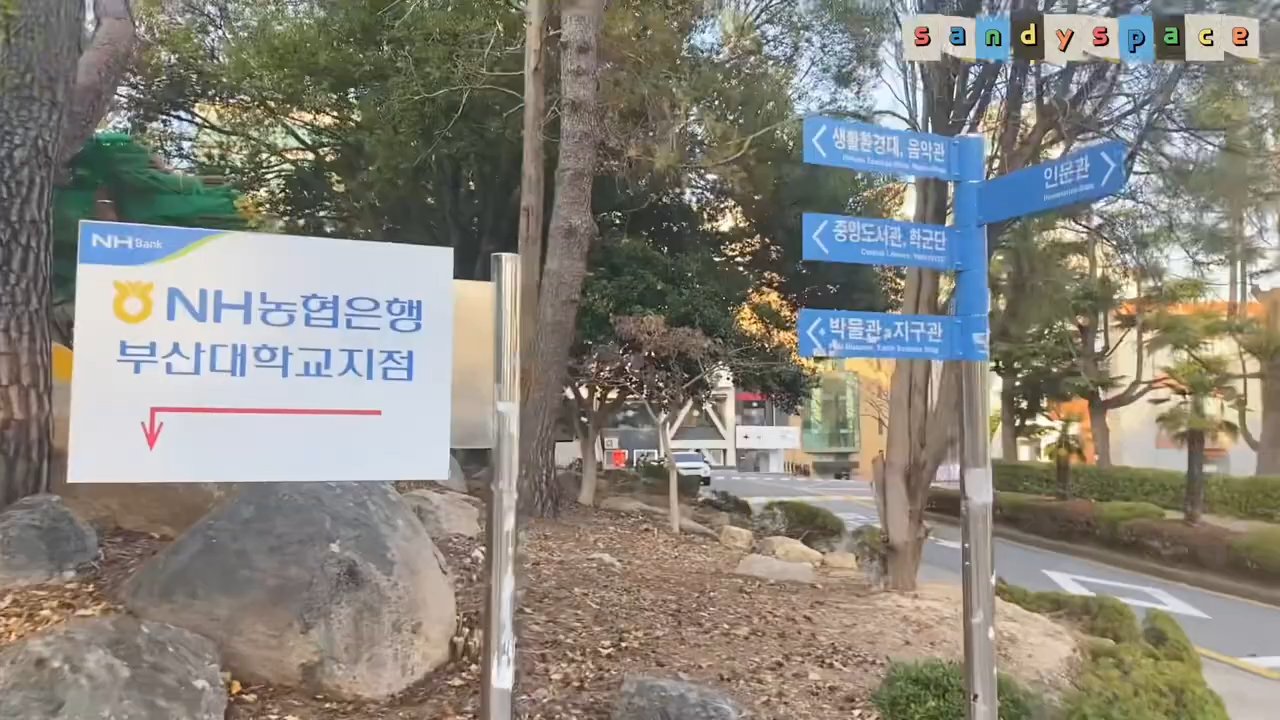 NH Bank
NH농협은행
부산대학교지점
생활환경대, 음악관
중앙도서관, 학군단
박물관, 지구관
인문관
sandyspace